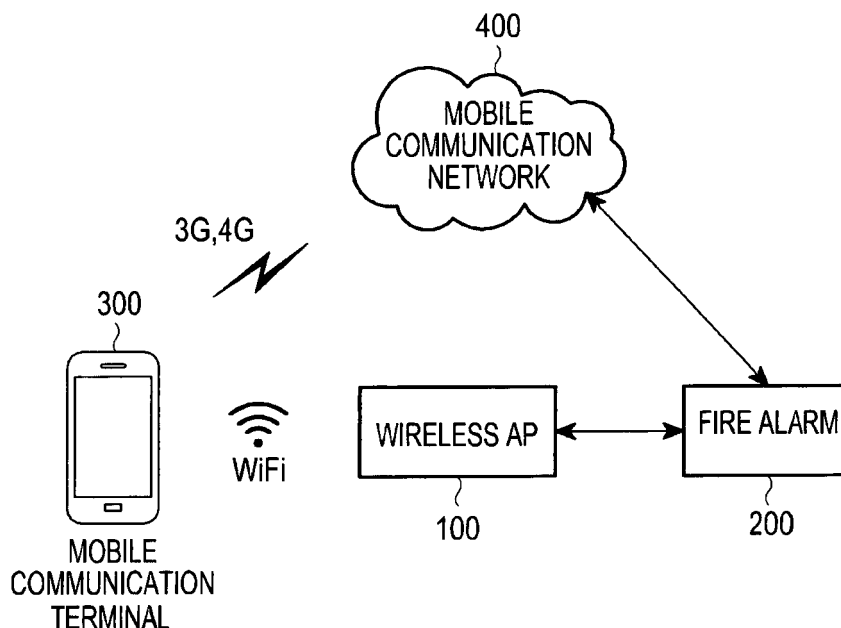 400
MOBILE
COMMUNICATION
NETWORK
3G,4G
300
WIRELESS AP
FIRE ALARM
WiFi
100
200
MOBILE
COMMUNICATION
TERMINAL